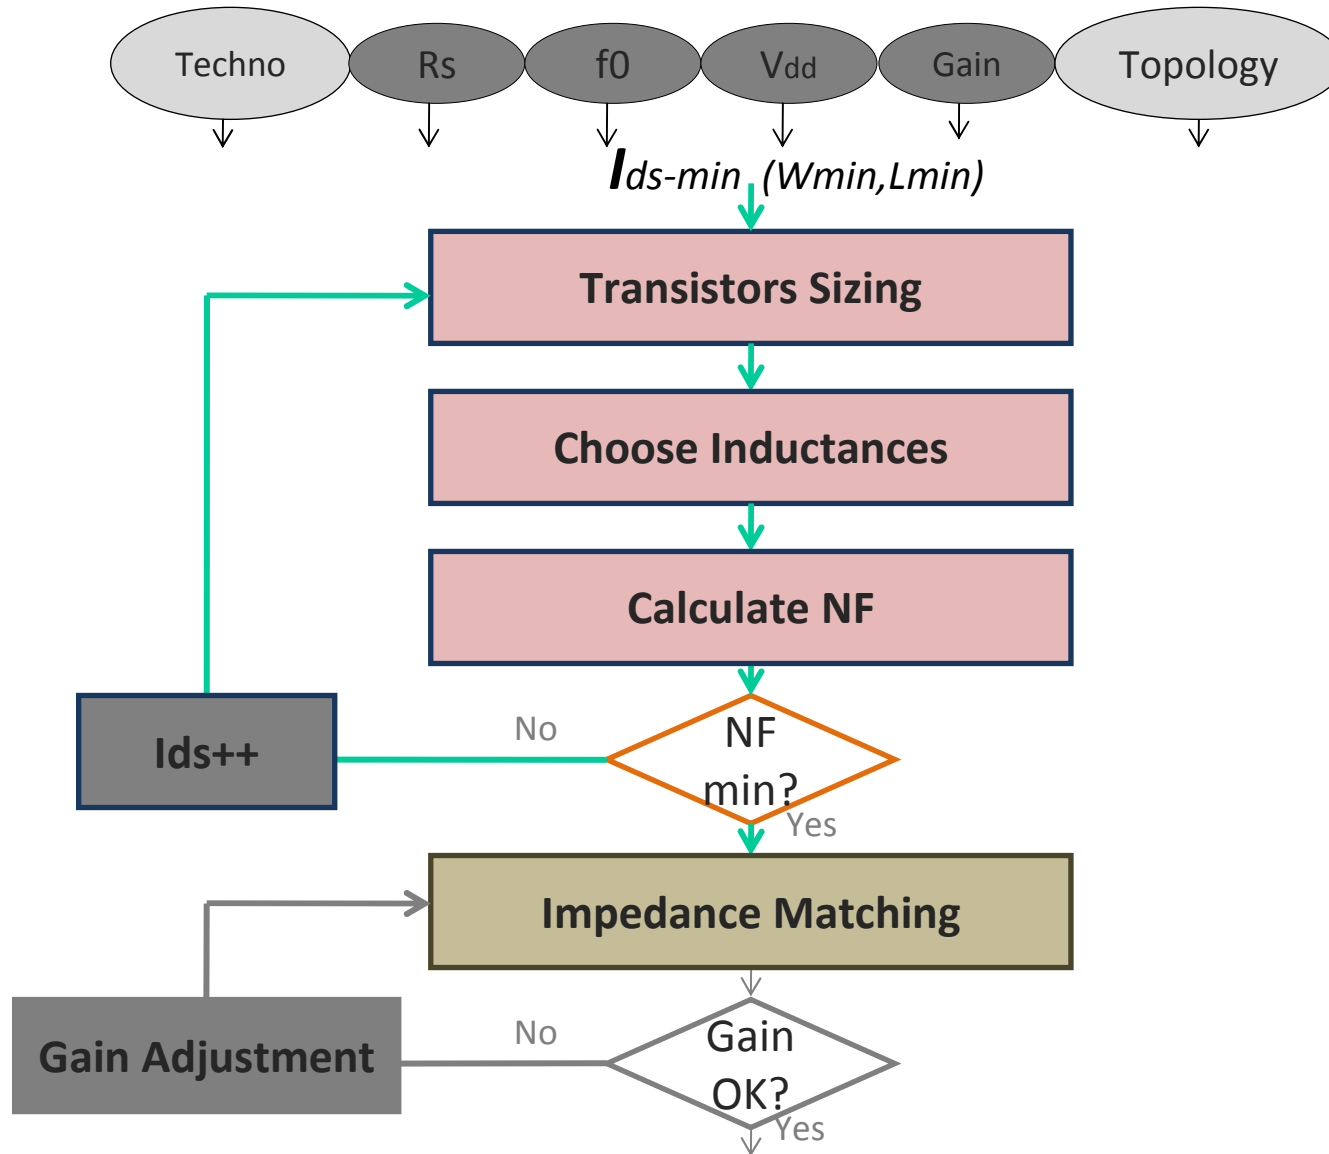 Techno Rs f0 Vdd Gain Topology
Ids-min (Wmin,Lmin)
Transistors Sizing
Choose Inductances
Calculate NF
No
NF
min?
Ids++
Yes
Impedance Matching
No
Gain
OK?
Gain Adjustment
Yes